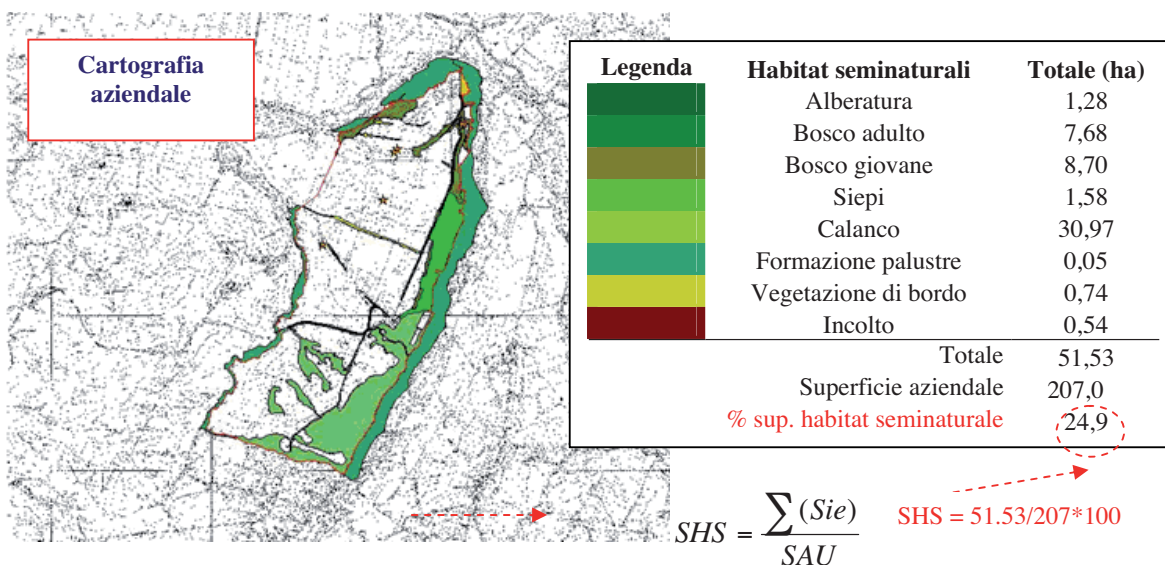 Cartografia
aziendale
Legenda Habitat seminaturali Totale (ha)
Alberatura 1,28
Bosco adulto 7,68
Bosco giovane 8,70
Siepi 1,58
Calanco 30,97
Formazione palustre 0,05
Vegetazione di bordo 0,74
Incolto 0,54
Totale 51,53
Superficie aziendale 207,0
% sup. habitat seminaturale 24,9
SHS = ∑(Sie) / SAU
SHS = 51.53/207*100